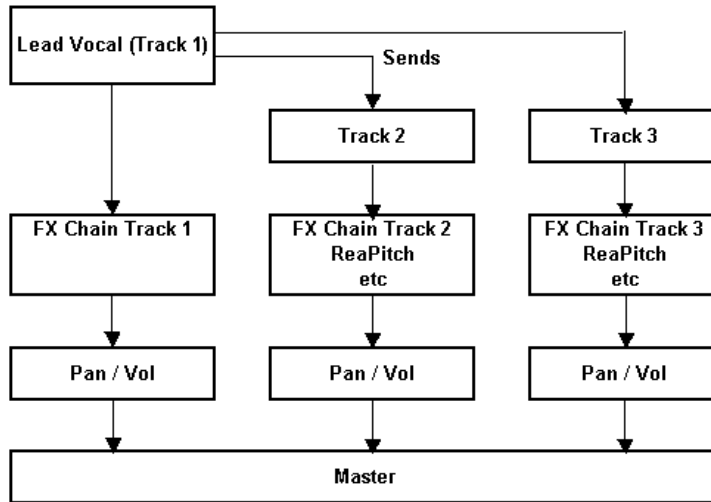 Lead Vocal (Track 1)
Sends
Track 2
Track 3
FX Chain Track 1
FX Chain Track 2
ReaPitch
etc
FX Chain Track 3
ReaPitch
etc
Pan / Vol
Pan / Vol
Pan / Vol
Master